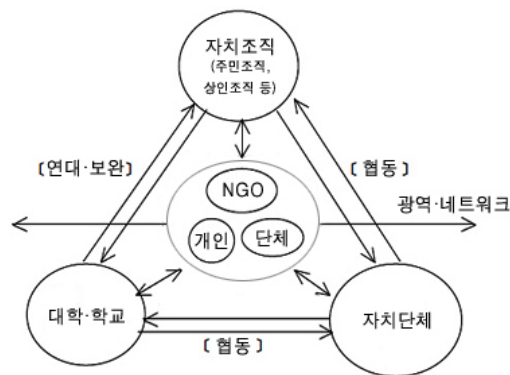 자치조직
(주민조직,
상인조직 등)
〔연대·보완〕
〔협동〕
NGO
개인
단체
광역·네트워크
대학·학교
자치단체
〔협동〕